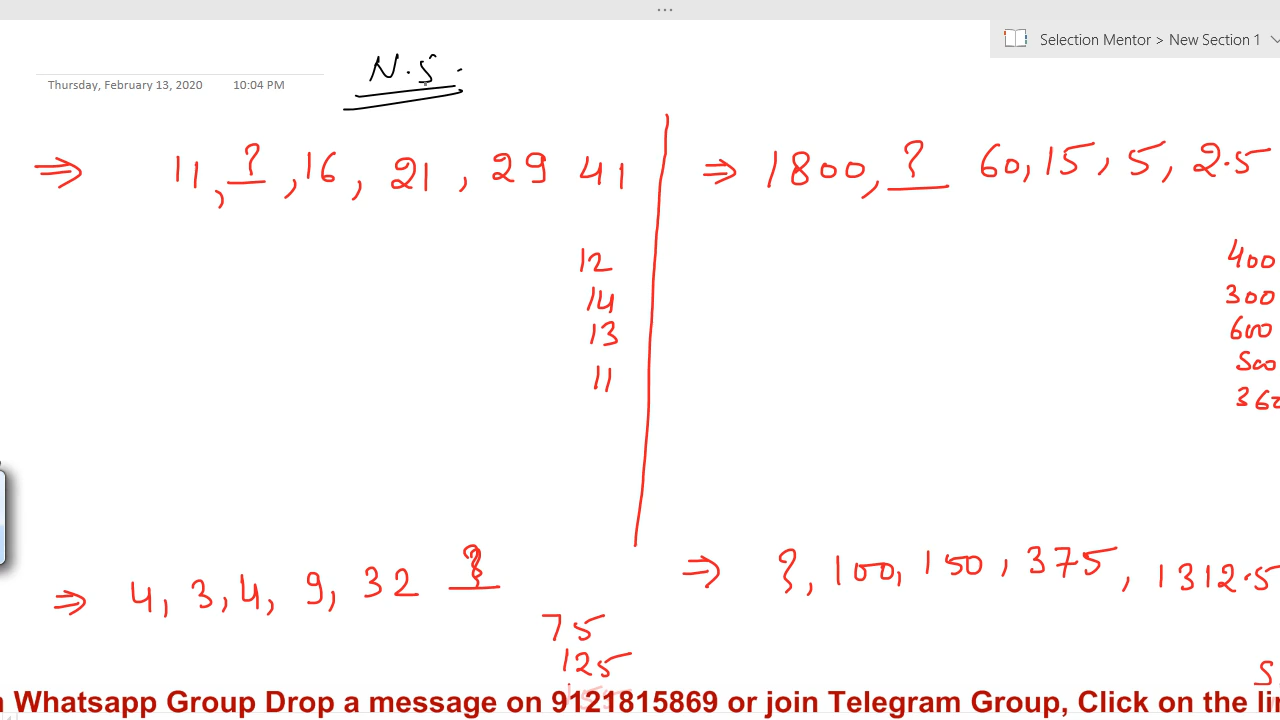 Selection Mentor > New Section 1
N.S.
Thursday, February 13, 2020 10:04 PM
⇒ 11, ?, 16, 21, 29 41
12
14
13
11
⇒ 1800, ? 60, 15, 5, 2.5
400
300
600
500
360
⇒ 4, 3, 4, 9, 32 ?
75
125
⇒ ?, 100, 150, 375, 1312.5
Whatsapp Group Drop a message on 9121815869 or join Telegram Group, Click on the